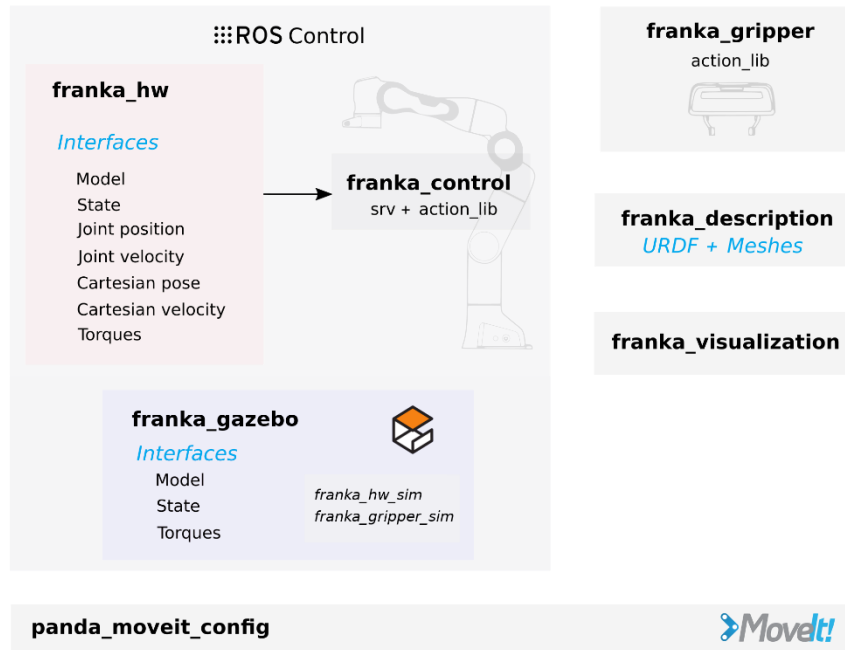 ROS Control
franka_hw
Interfaces
Model
State
Joint position
Joint velocity
Cartesian pose
Cartesian velocity
Torques
franka_control
srv + action_lib
franka_gazebo
Interfaces
Model
State
Torques
franka_hw_sim
franka_gripper_sim
franka_gripper
action_lib
franka_description
URDF + Meshes
franka_visualization
panda_moveit_config
MoveIt!